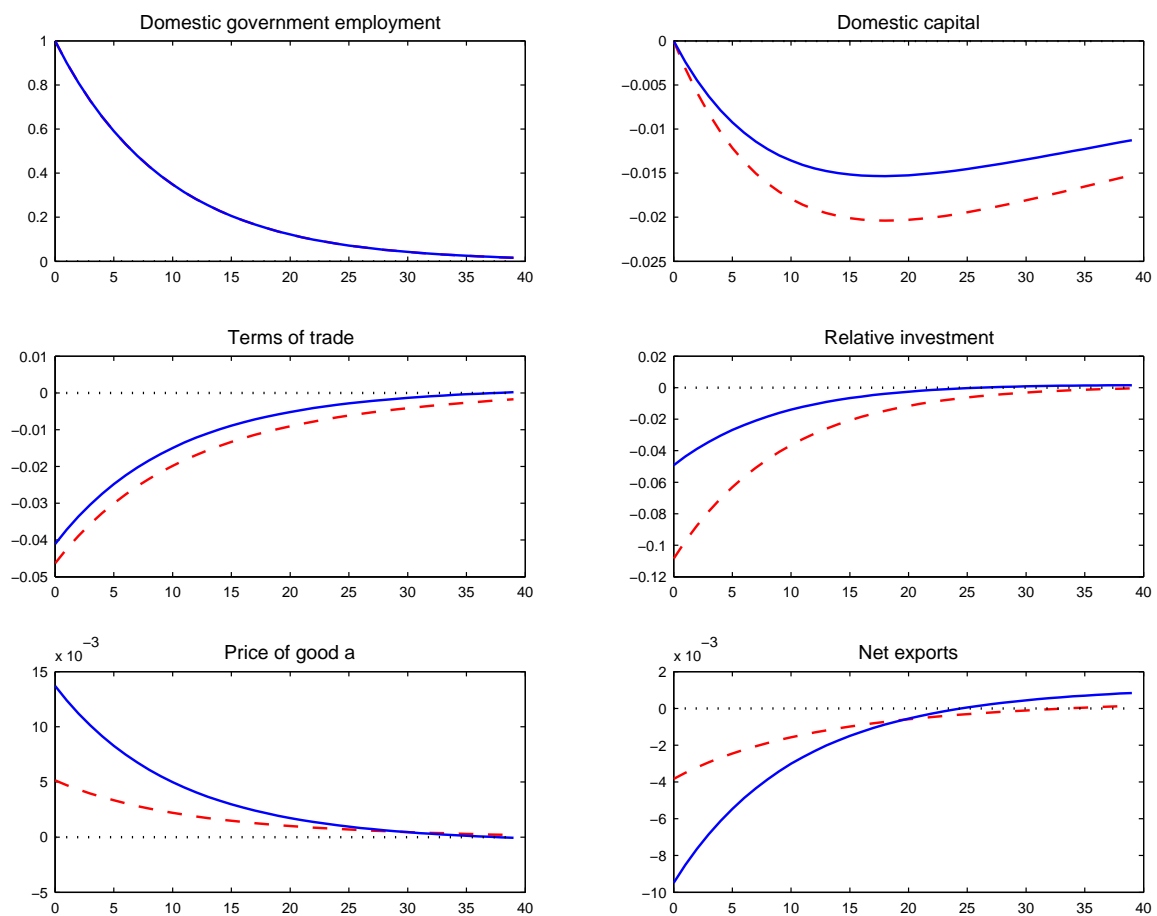 Domestic government employment
1
0.8
0.6
0.4
0.2
0
0 5 10 15 20 25 30 35 40
Domestic capital
0
−0.005
−0.01
−0.015
−0.02
−0.025
0 5 10 15 20 25 30 35 40
Terms of trade
0.01
0
−0.01
−0.02
−0.03
−0.04
−0.05
0 5 10 15 20 25 30 35 40
Relative investment
0.02
0
−0.02
−0.04
−0.06
−0.08
−0.1
−0.12
0 5 10 15 20 25 30 35 40
Price of good a
x 10−3
15
10
5
0
−5
0 5 10 15 20 25 30 35 40
Net exports
x 10−3
2
0
−2
−4
−6
−8
−10
0 5 10 15 20 25 30 35 40